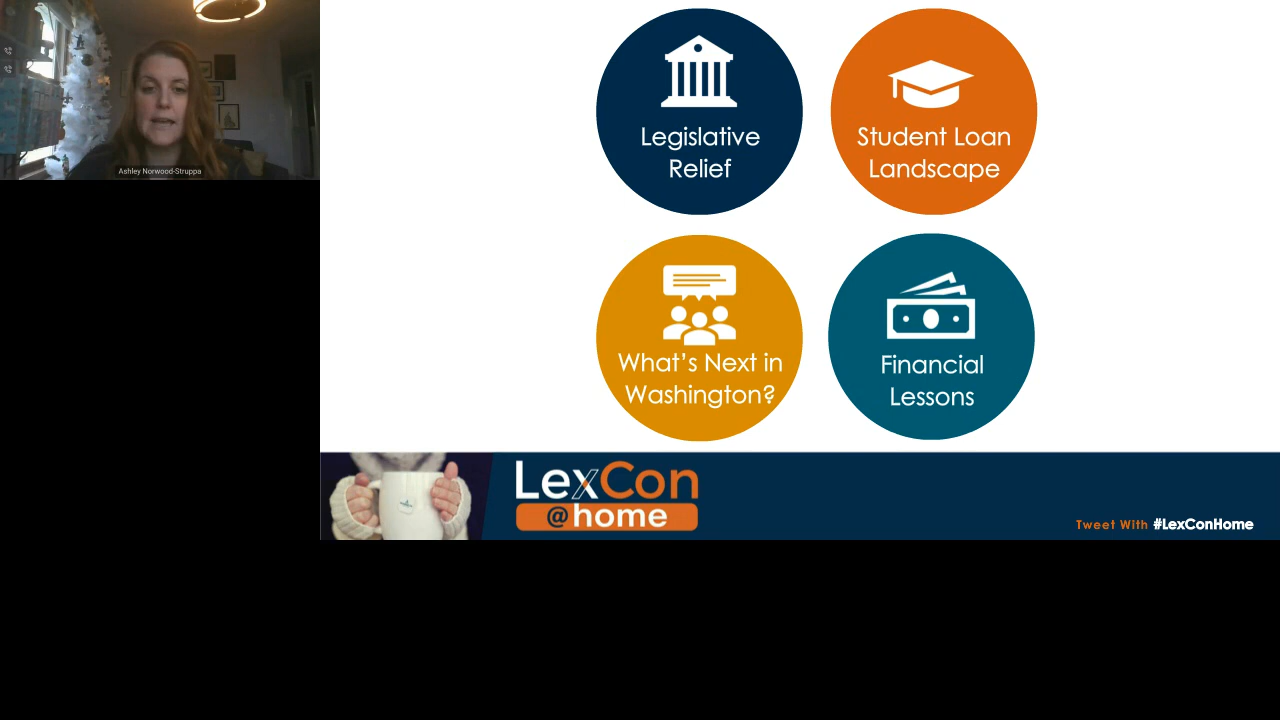 Ashley Norwood-Struppa
Legislative
Relief
Student Loan
Landscape
What's Next in
Washington?
Financial
Lessons
LexCon
@home
Tweet With #LexConHome